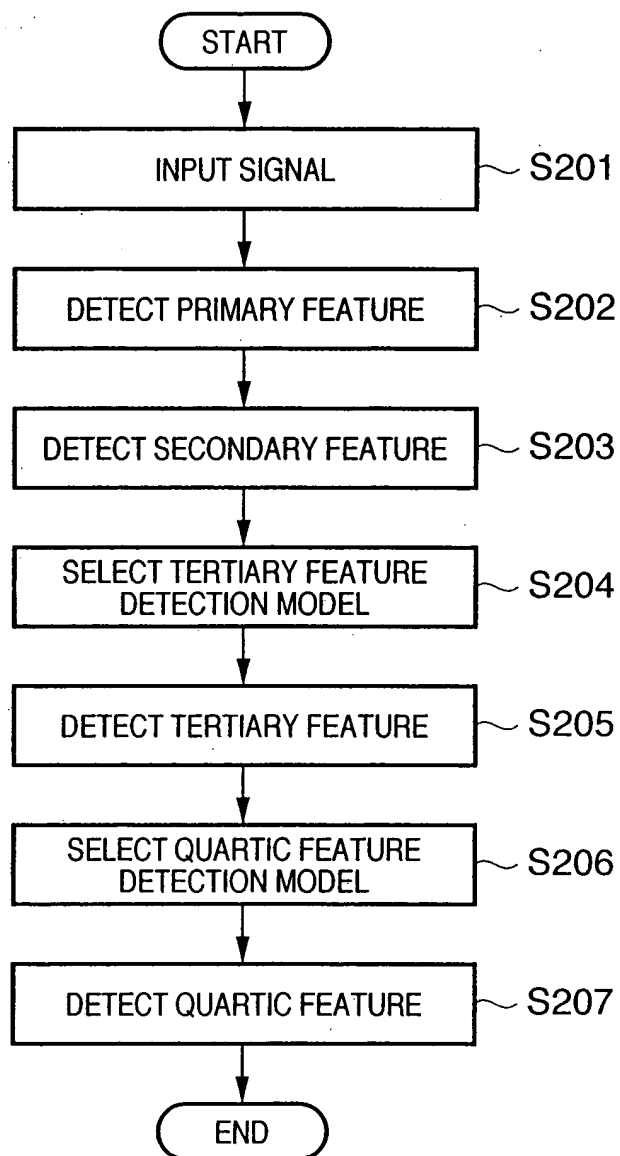 START
INPUT SIGNAL
S201
DETECT PRIMARY FEATURE
S202
DETECT SECONDARY FEATURE
S203
SELECT TERTIARY FEATURE
DETECTION MODEL
S204
DETECT TERTIARY FEATURE
S205
SELECT QUARTIC FEATURE
DETECTION MODEL
S206
DETECT QUARTIC FEATURE
S207
END